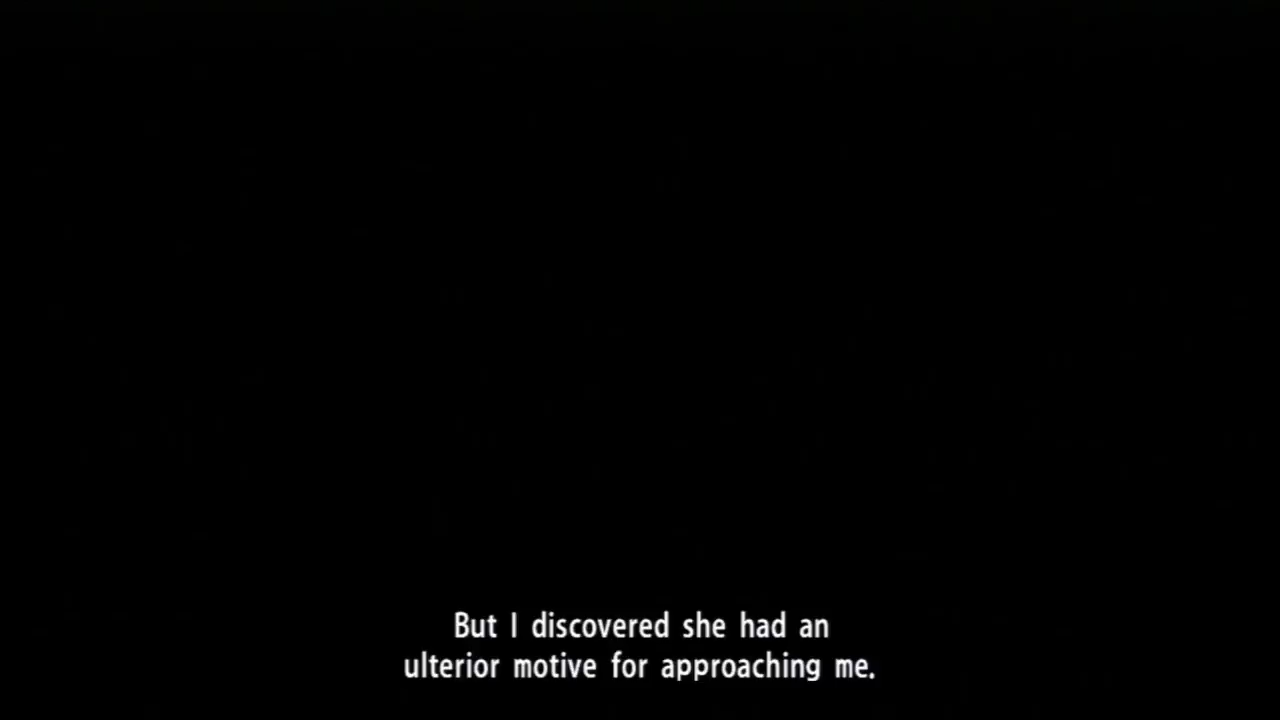 But I discovered she had an
ulterior motive for approaching me.